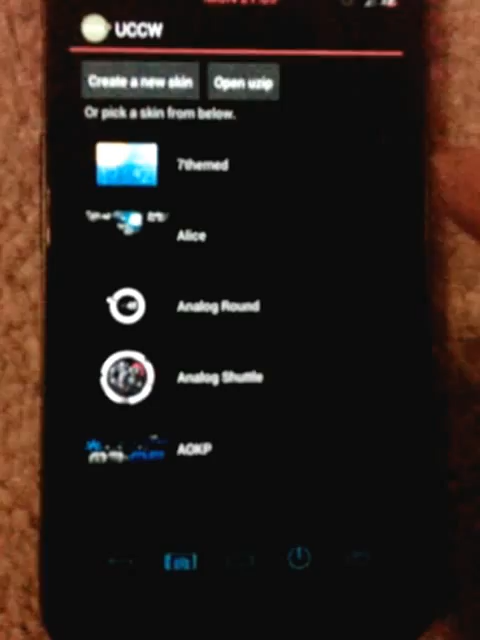 UCCW
Create a new skin
Open uzip
Or pick a skin from below.
7themed
Alice
Analog Round
Analog Shuttle
AOKP